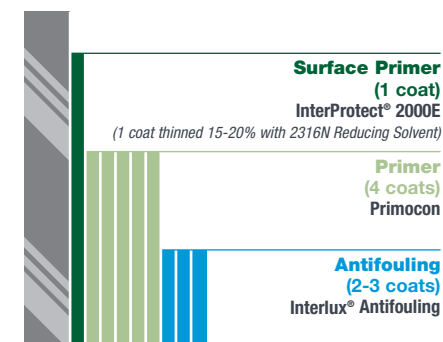 Surface Primer
(1 coat)
InterProtect® 2000E
(1 coat thinned 15-20% with 2316N Reducing Solvent)
Primer
(4 coats)
Primocon
Antifouling
(2-3 coats)
Interlux® Antifouling